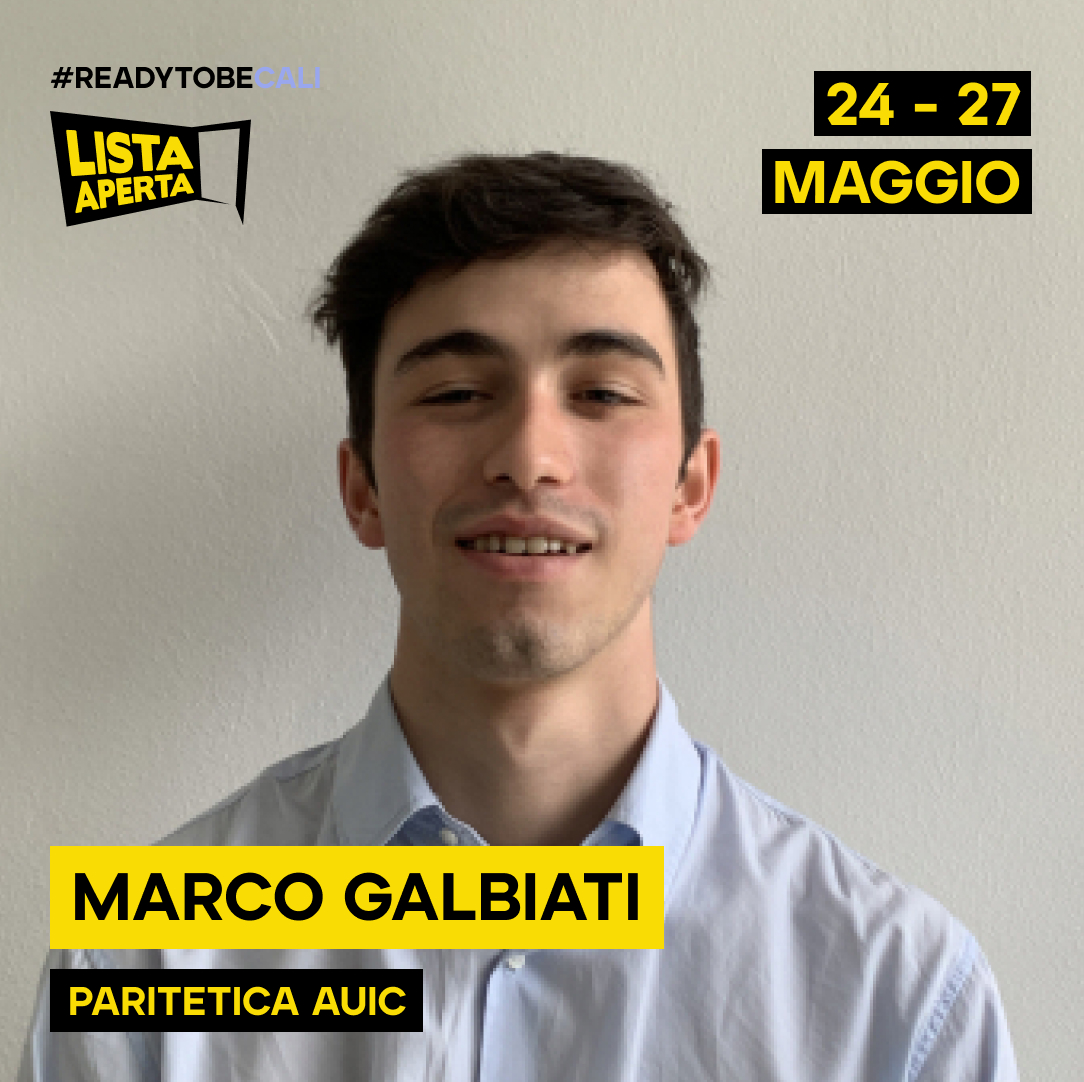 #READYTOBECALI
LISTA
APERTA
24 - 27
MAGGIO
MARCO GALBIATI
PARITETICA AUIC